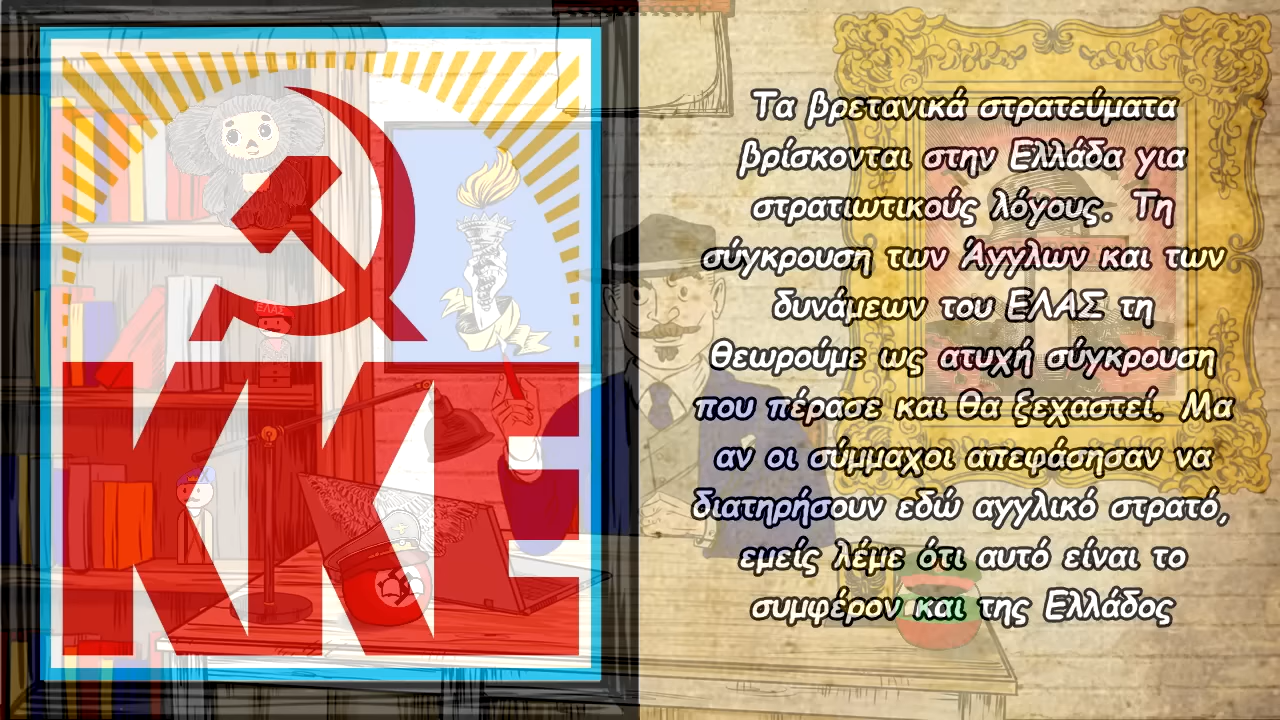 ΚΚΕ
ΕΛΑΣ
Τα βρετανικά στρατεύματα
βρίσκονται στην Ελλάδα για
στρατιωτικούς λόγους. Τη
σύγκρουση των Άγγλων και των
δυνάμεων του ΕΛΑΣ τη
θεωρούμε ως ατυχή σύγκρουση
που πέρασε και θα ξεχαστεί. Μα
αν οι σύμμαχοι απεφάσησαν να
διατηρήσουν εδώ αγγλικό στρατό,
εμείς λέμε ότι αυτό είναι το
συμφέρον και της Ελλάδος